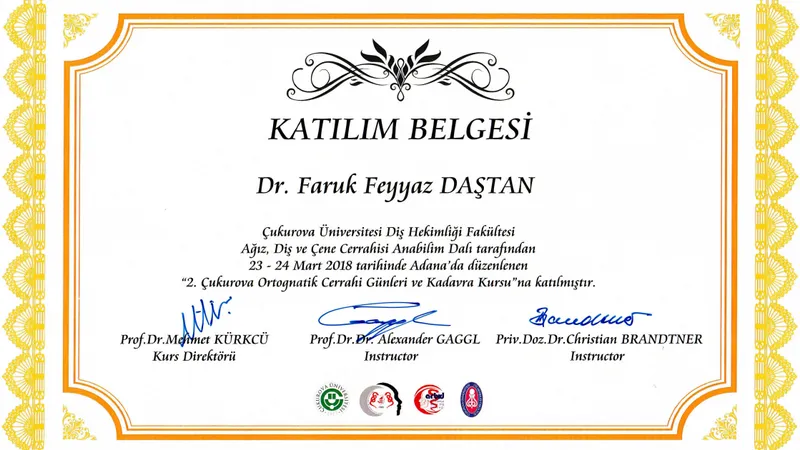 KATILIM BELGESİ
Dr. Faruk Feyyaz DAŞTAN
Çukurova Üniversitesi Diş Hekimliği Fakültesi
Ağız, Diş ve Çene Cerrahisi Anabilim Dalı tarafından
23 - 24 Mart 2018 tarihinde Adana'da düzenlenen
"2. Çukurova Ortognatik Cerrahi Günleri ve Kadavra Kursu"na katılmıştır.
Prof.Dr.Mehmet KÜRKCÜ
Kurs Direktörü
Prof.Dr.Dr. Alexander GAGGL
Instructor
Priv.Doz.Dr.Christian BRANDTNER
Instructor
ÇUKUROVA ÜNİVERSİTESİ